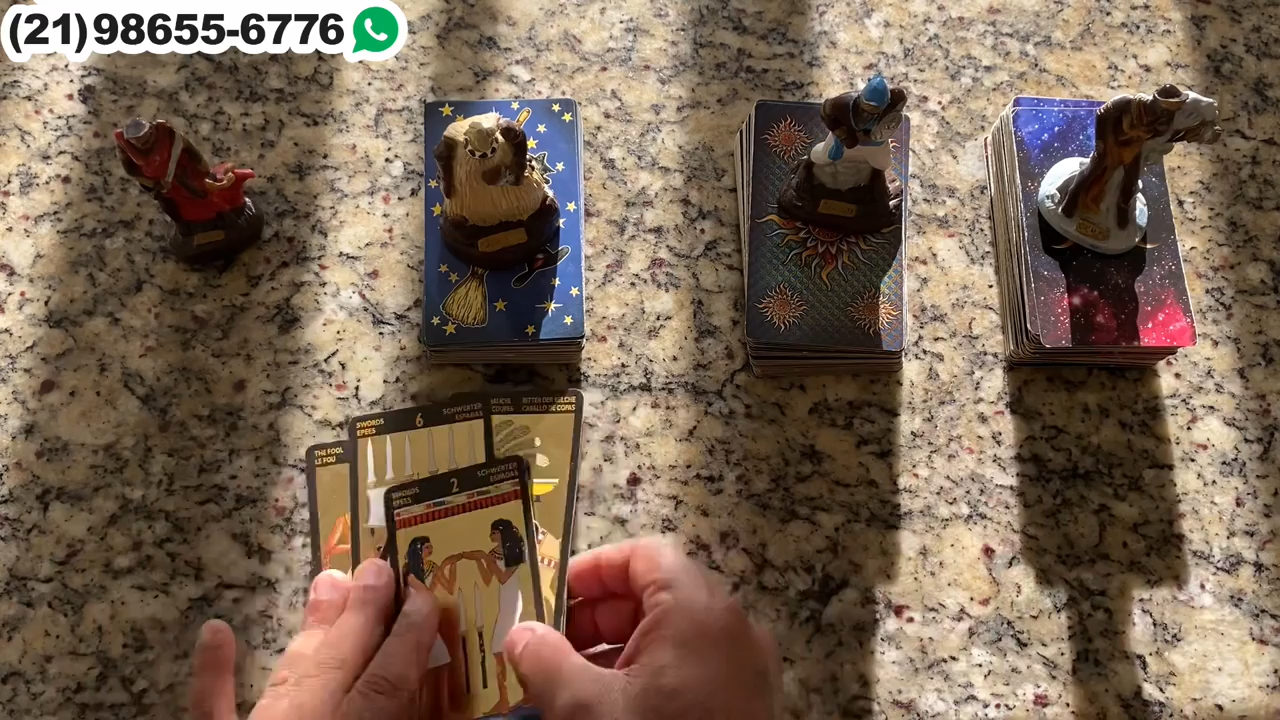 (21)98655-6776
THE FOOL
LE FOU
SWORDS
EPEES
6
SCHWERTER
ESPADAS
COUPES
RITTER DER KELCHE
CABALLO DE COPAS
SWORDS
EPEES
2
SCHWERTER
ESPADAS